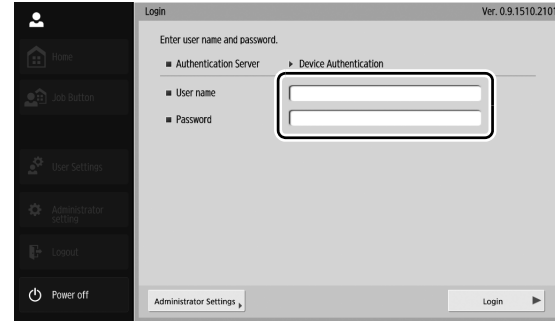 Login
Ver. 0.9.1510.2101
Enter user name and password.
Authentication Server
Device Authentication
User name
Password
Home
Job Button
User Settings
Administrator
setting
Logout
Power off
Administrator Settings
Login